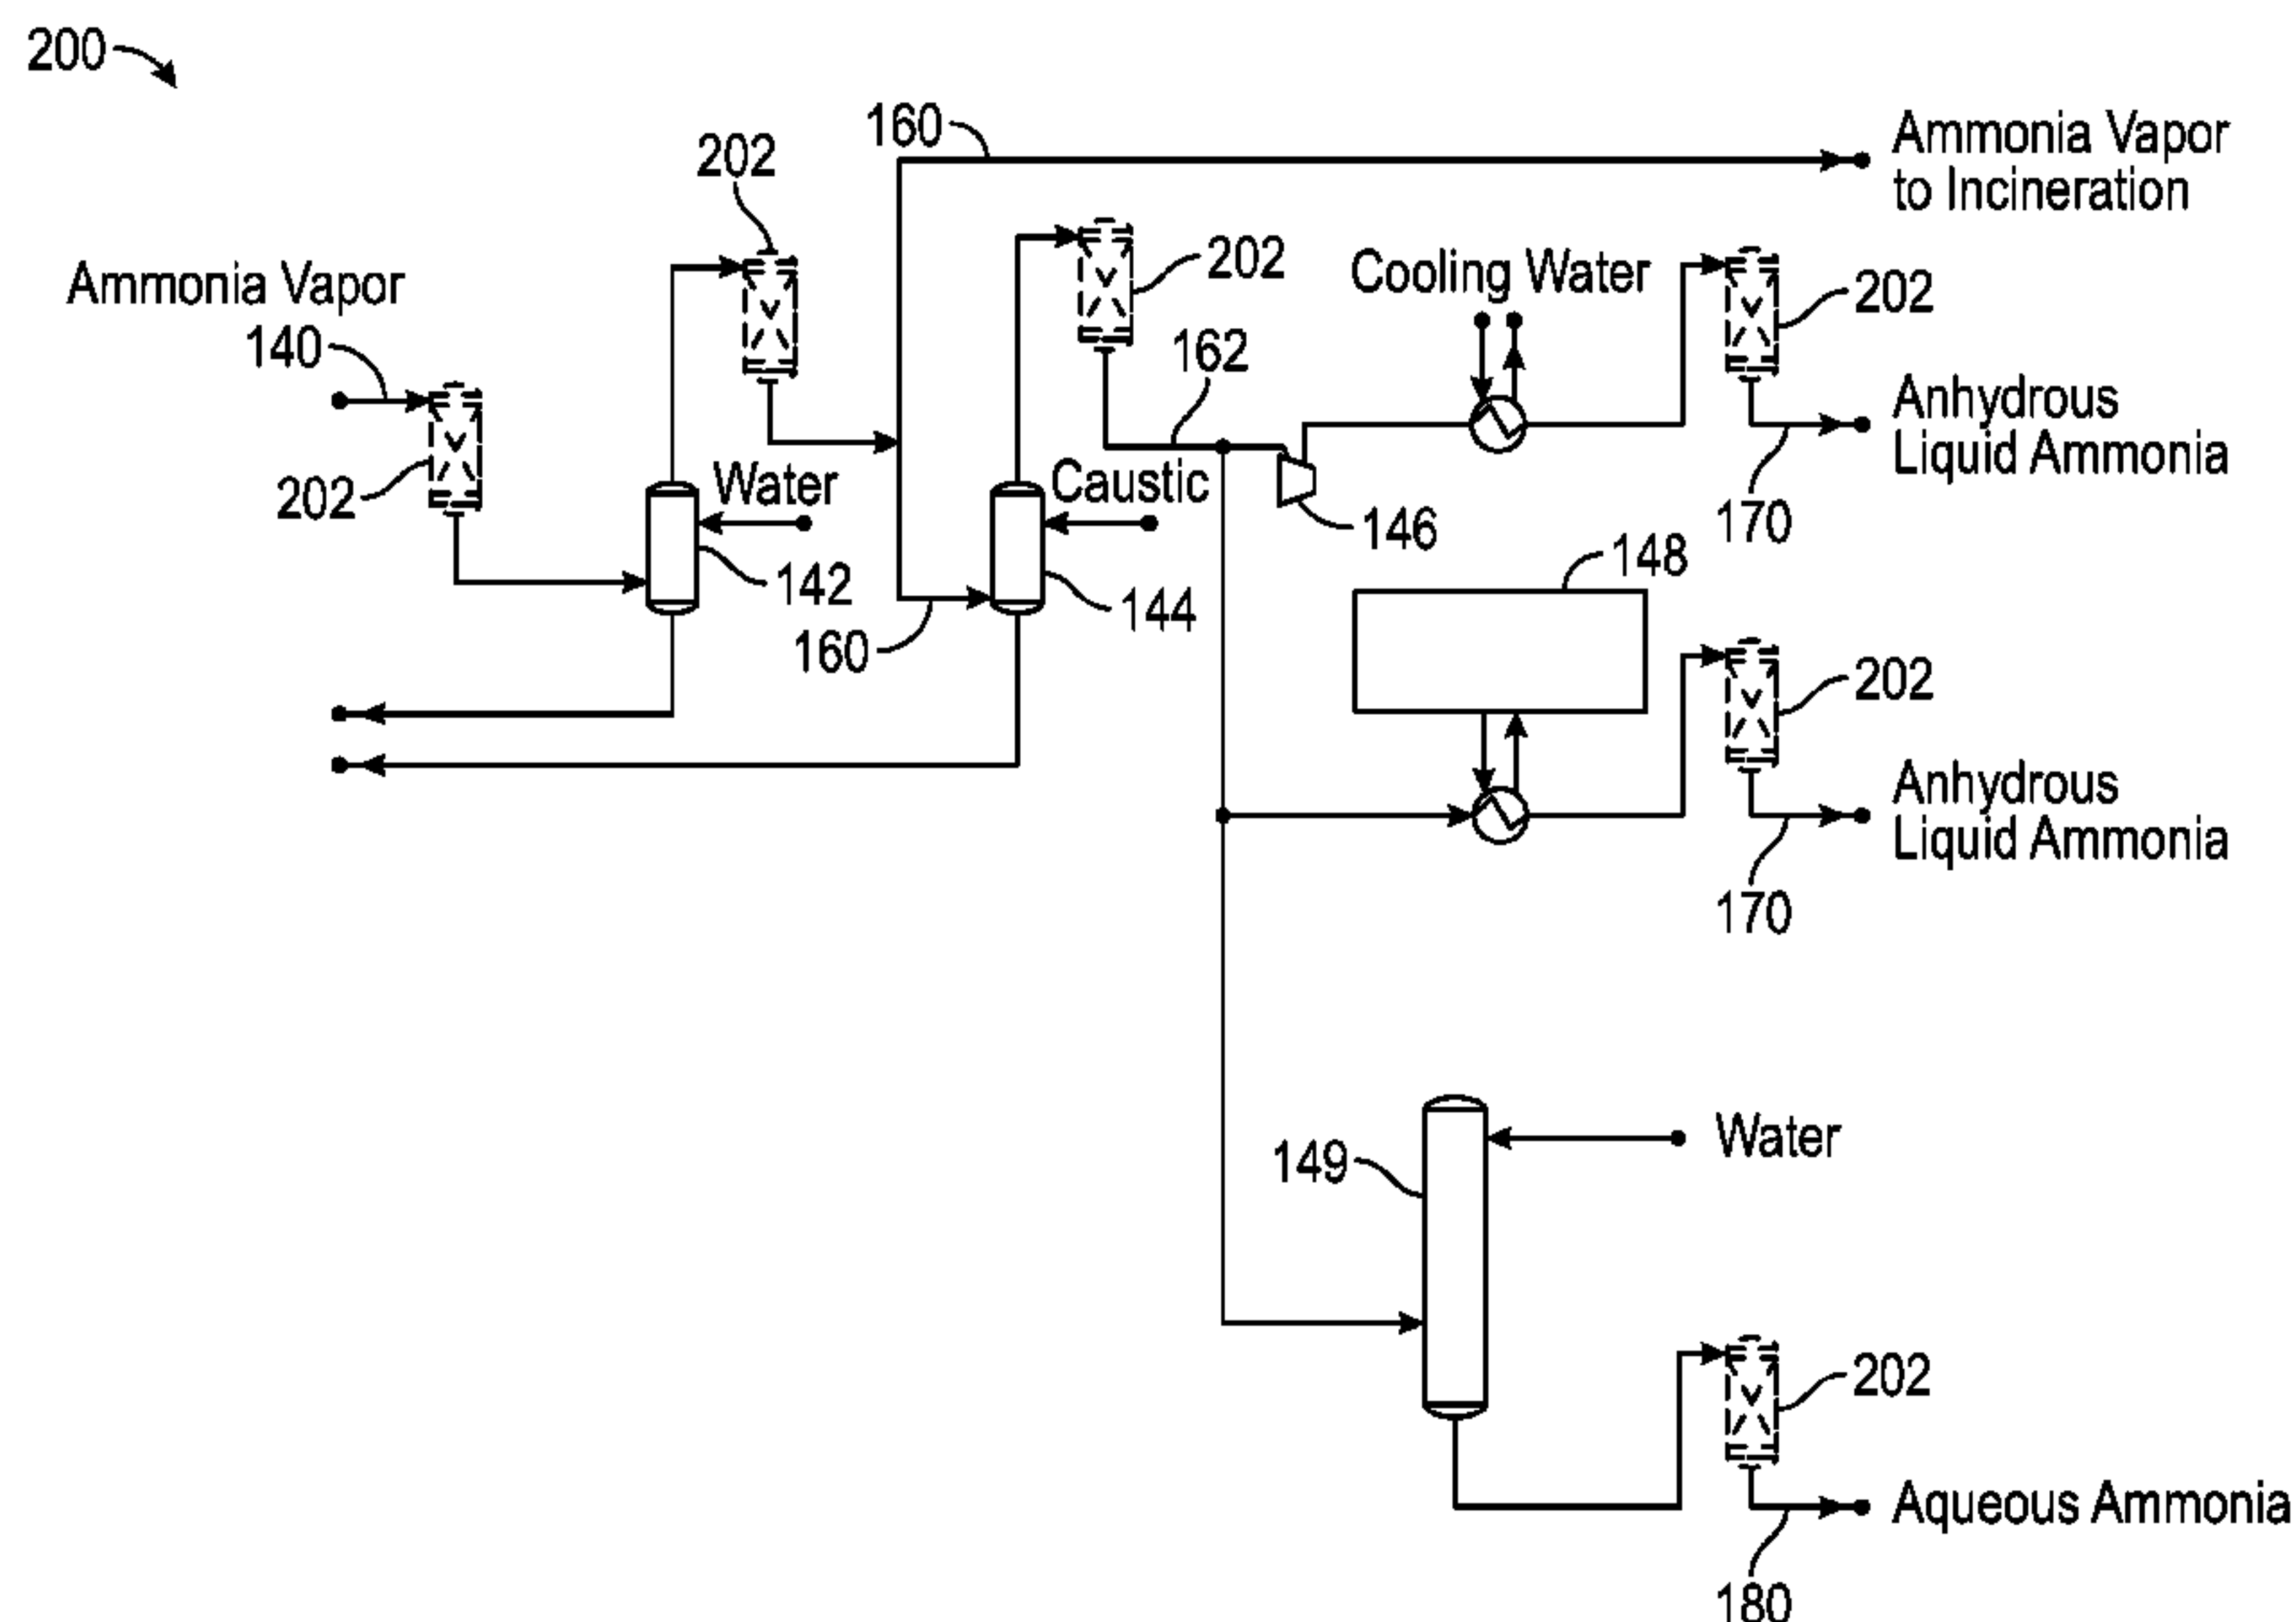 200
160
Ammonia Vapor
to Incineration
202
202
Cooling Water
202
Ammonia Vapor
140
162
Anhydrous
Liquid Ammonia
202
Water
Caustic
170
146
142
148
144
160
202
Anhydrous
Liquid Ammonia
170
149
Water
202
Aqueous Ammonia
180